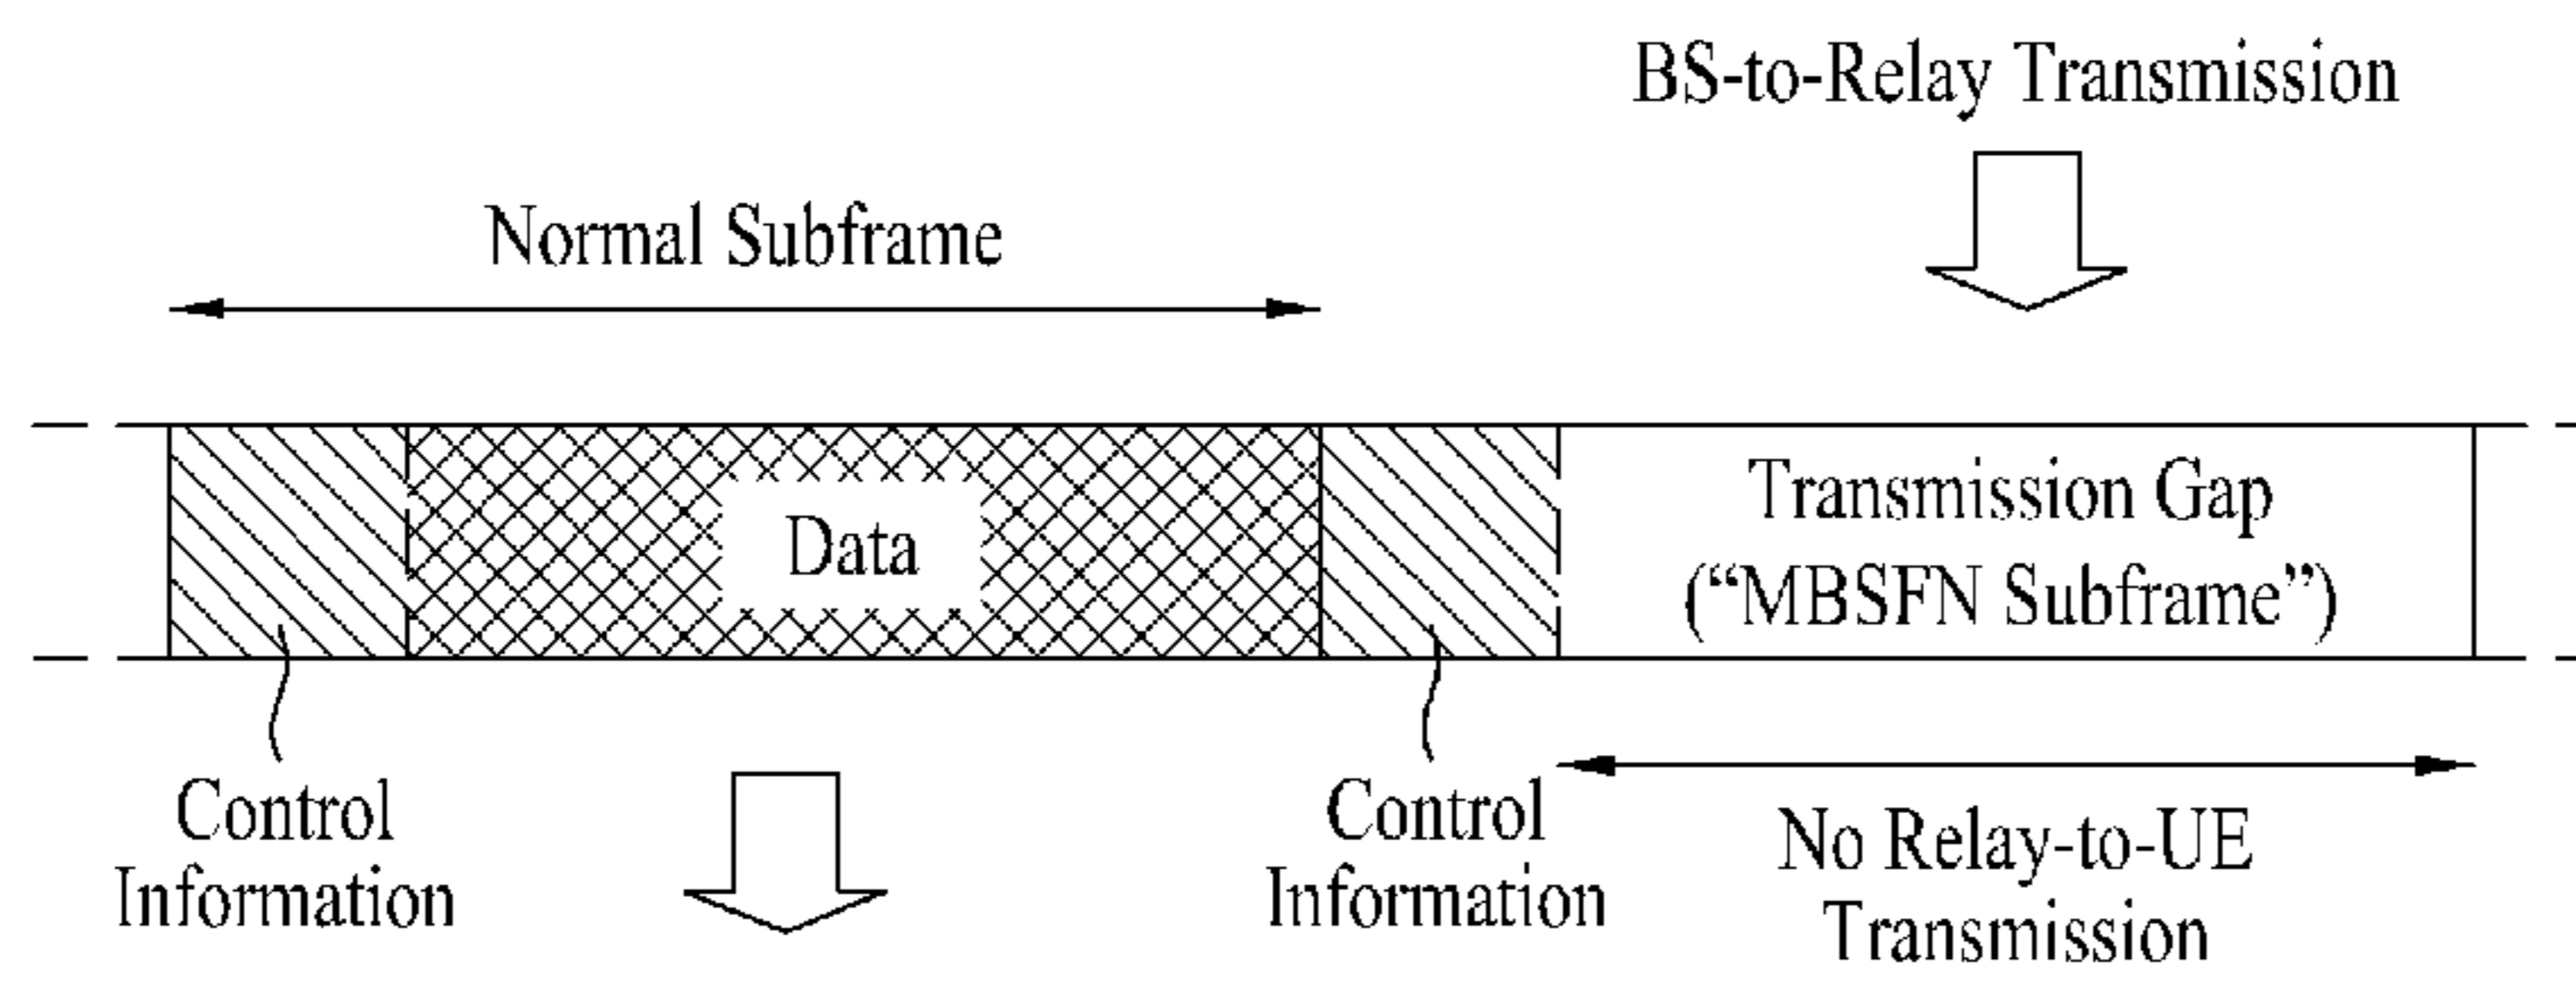 BS-to-Relay Transmission
Normal Subframe
Data
Transmission Gap
(“MBSFN Subframe”)
Control
Information
Control
Information
No Relay-to-UE
Transmission